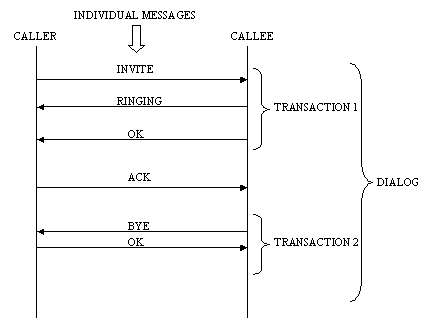 INDIVIDUAL MESSAGES
CALLER
CALLEE
INVITE
RINGING
TRANSACTION 1
OK
ACK
DIALOG
BYE
OK
TRANSACTION 2